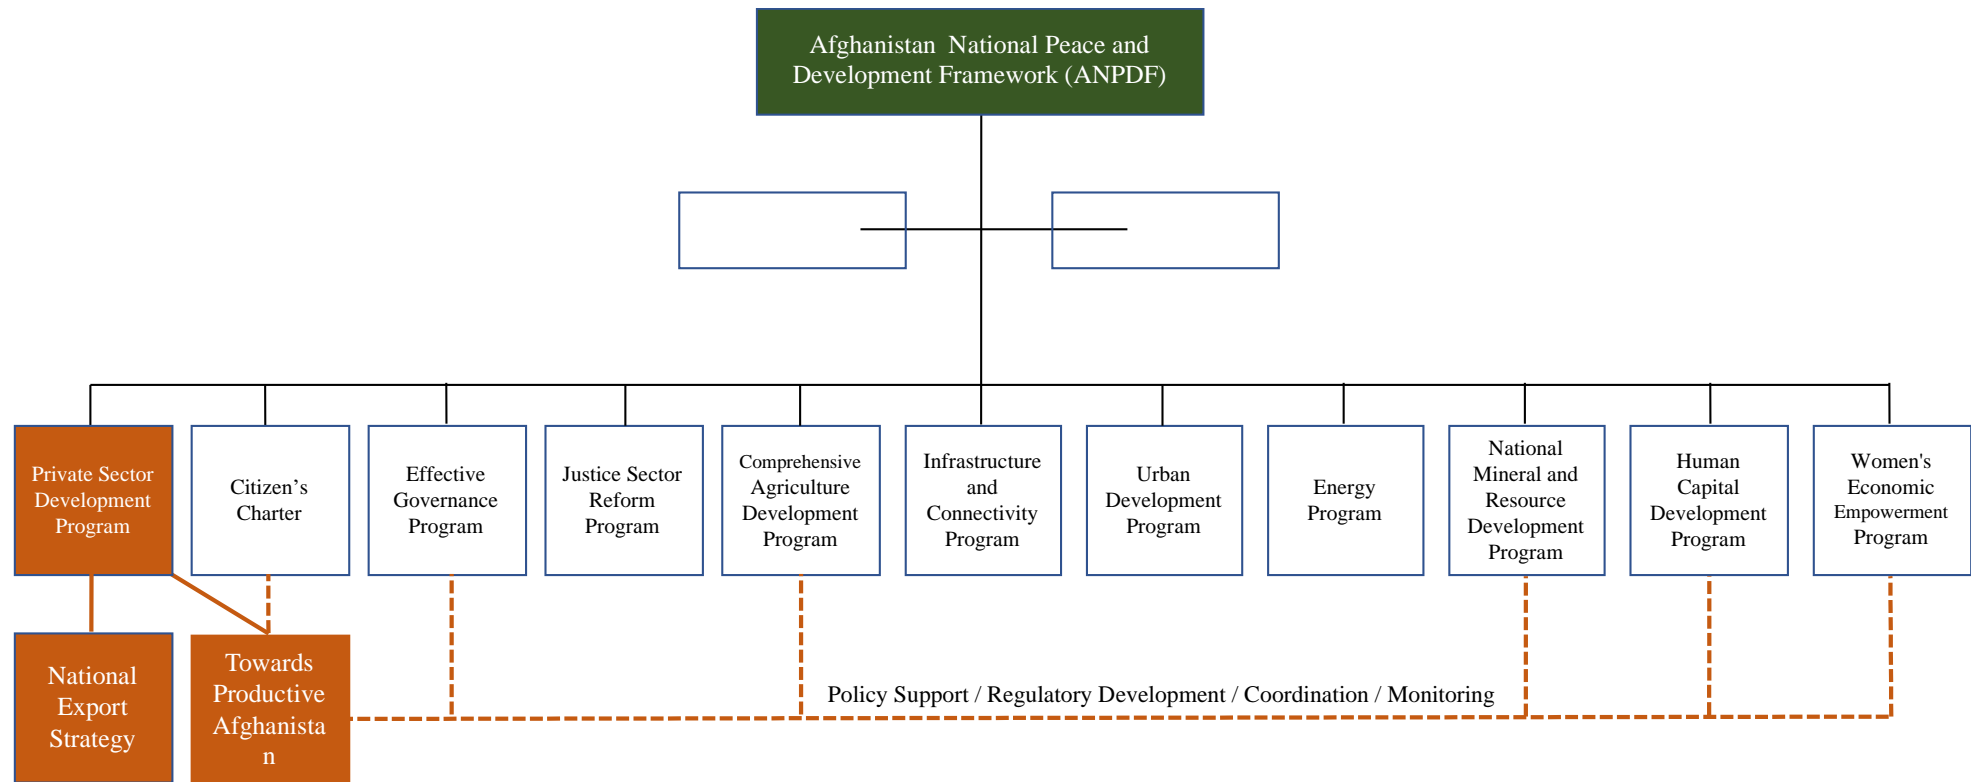 Afghanistan  National Peace and
Development Framework (ANPDF)
Private Sector
Development
Program
Citizen’s
Charter
Effective
Governance
Program
Justice Sector
Reform
Program
Comprehensive
Agriculture
Development
Program
Infrastructure
and
Connectivity
Program
Urban
Development
Program
Energy
Program
National
Mineral and
Resource
Development
Program
Human
Capital
Development
Program
Women's
Economic
Empowerment
Program
National
Export
Strategy
Towards
Productive
Afghanista
n
Policy Support / Regulatory Development / Coordination / Monitoring